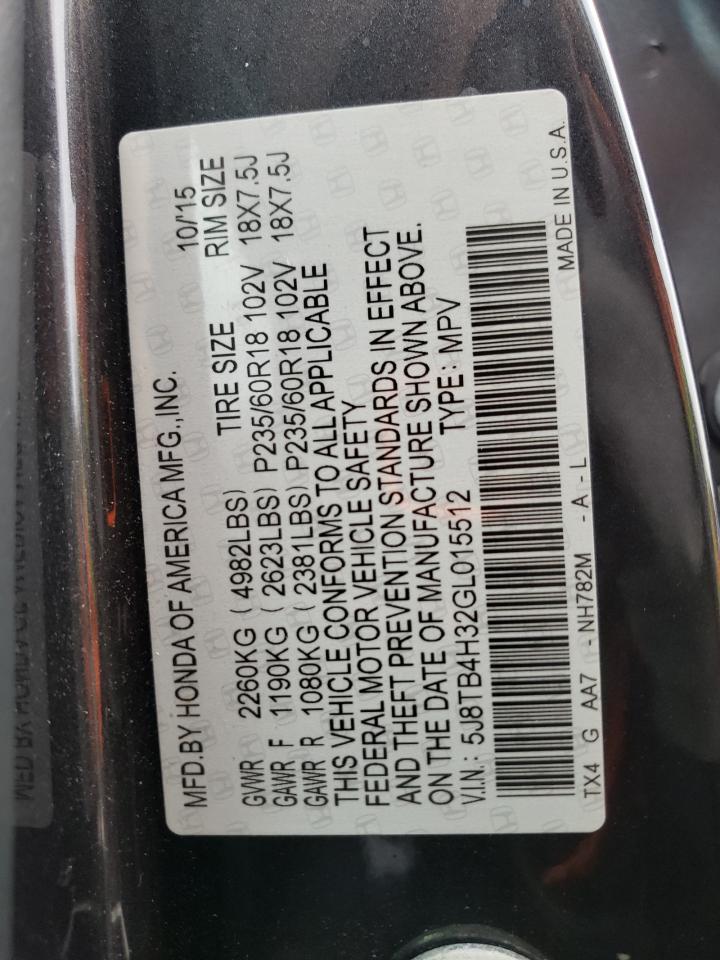 MFD.BY HONDA OF AMERICA MFG.,INC. 10/15
TIRE SIZE RIM SIZE
GVWR 2260KG ( 4982LBS)
GAWR F 1190KG ( 2623LBS) P235/60R18 102V 18X7.5J
GAWR R 1080KG ( 2381LBS) P235/60R18 102V 18X7.5J
THIS VEHICLE CONFORMS TO ALL APPLICABLE
FEDERAL MOTOR VEHICLE SAFETY
AND THEFT PREVENTION STANDARDS IN EFFECT
ON THE DATE OF MANUFACTURE SHOWN ABOVE.
V.I.N.: 5J8TB4H32GL015512 TYPE: MPV
TX4 G AA7 -NH782M - A - L MADE IN U.S.A.